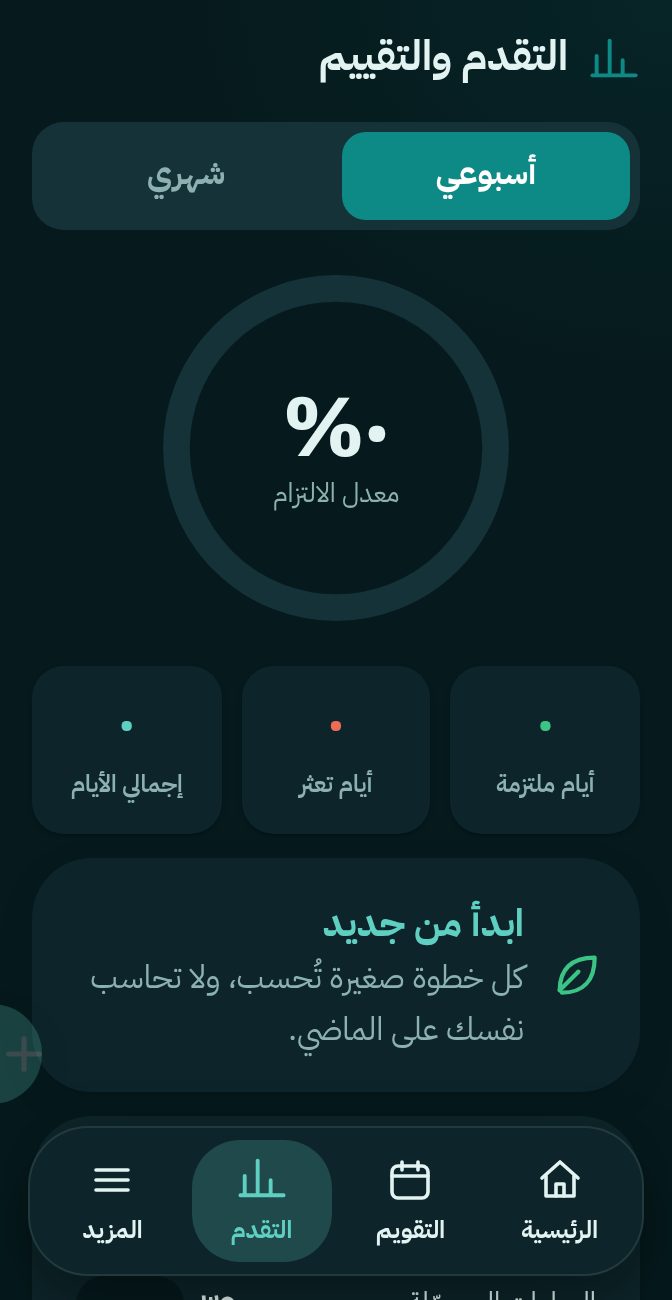 التقدم والتقييم
أسبوعي
شهري
٠%
معدل الالتزام
٠
٠
٠
أيام ملتزمة
أيام تعثر
إجمالي الأيام
ابدأ من جديد
كل خطوة صغيرة تُحسب، ولا تحاسب
نفسك على الماضي.
الرئيسية
التقويم
التقدم
المزيد